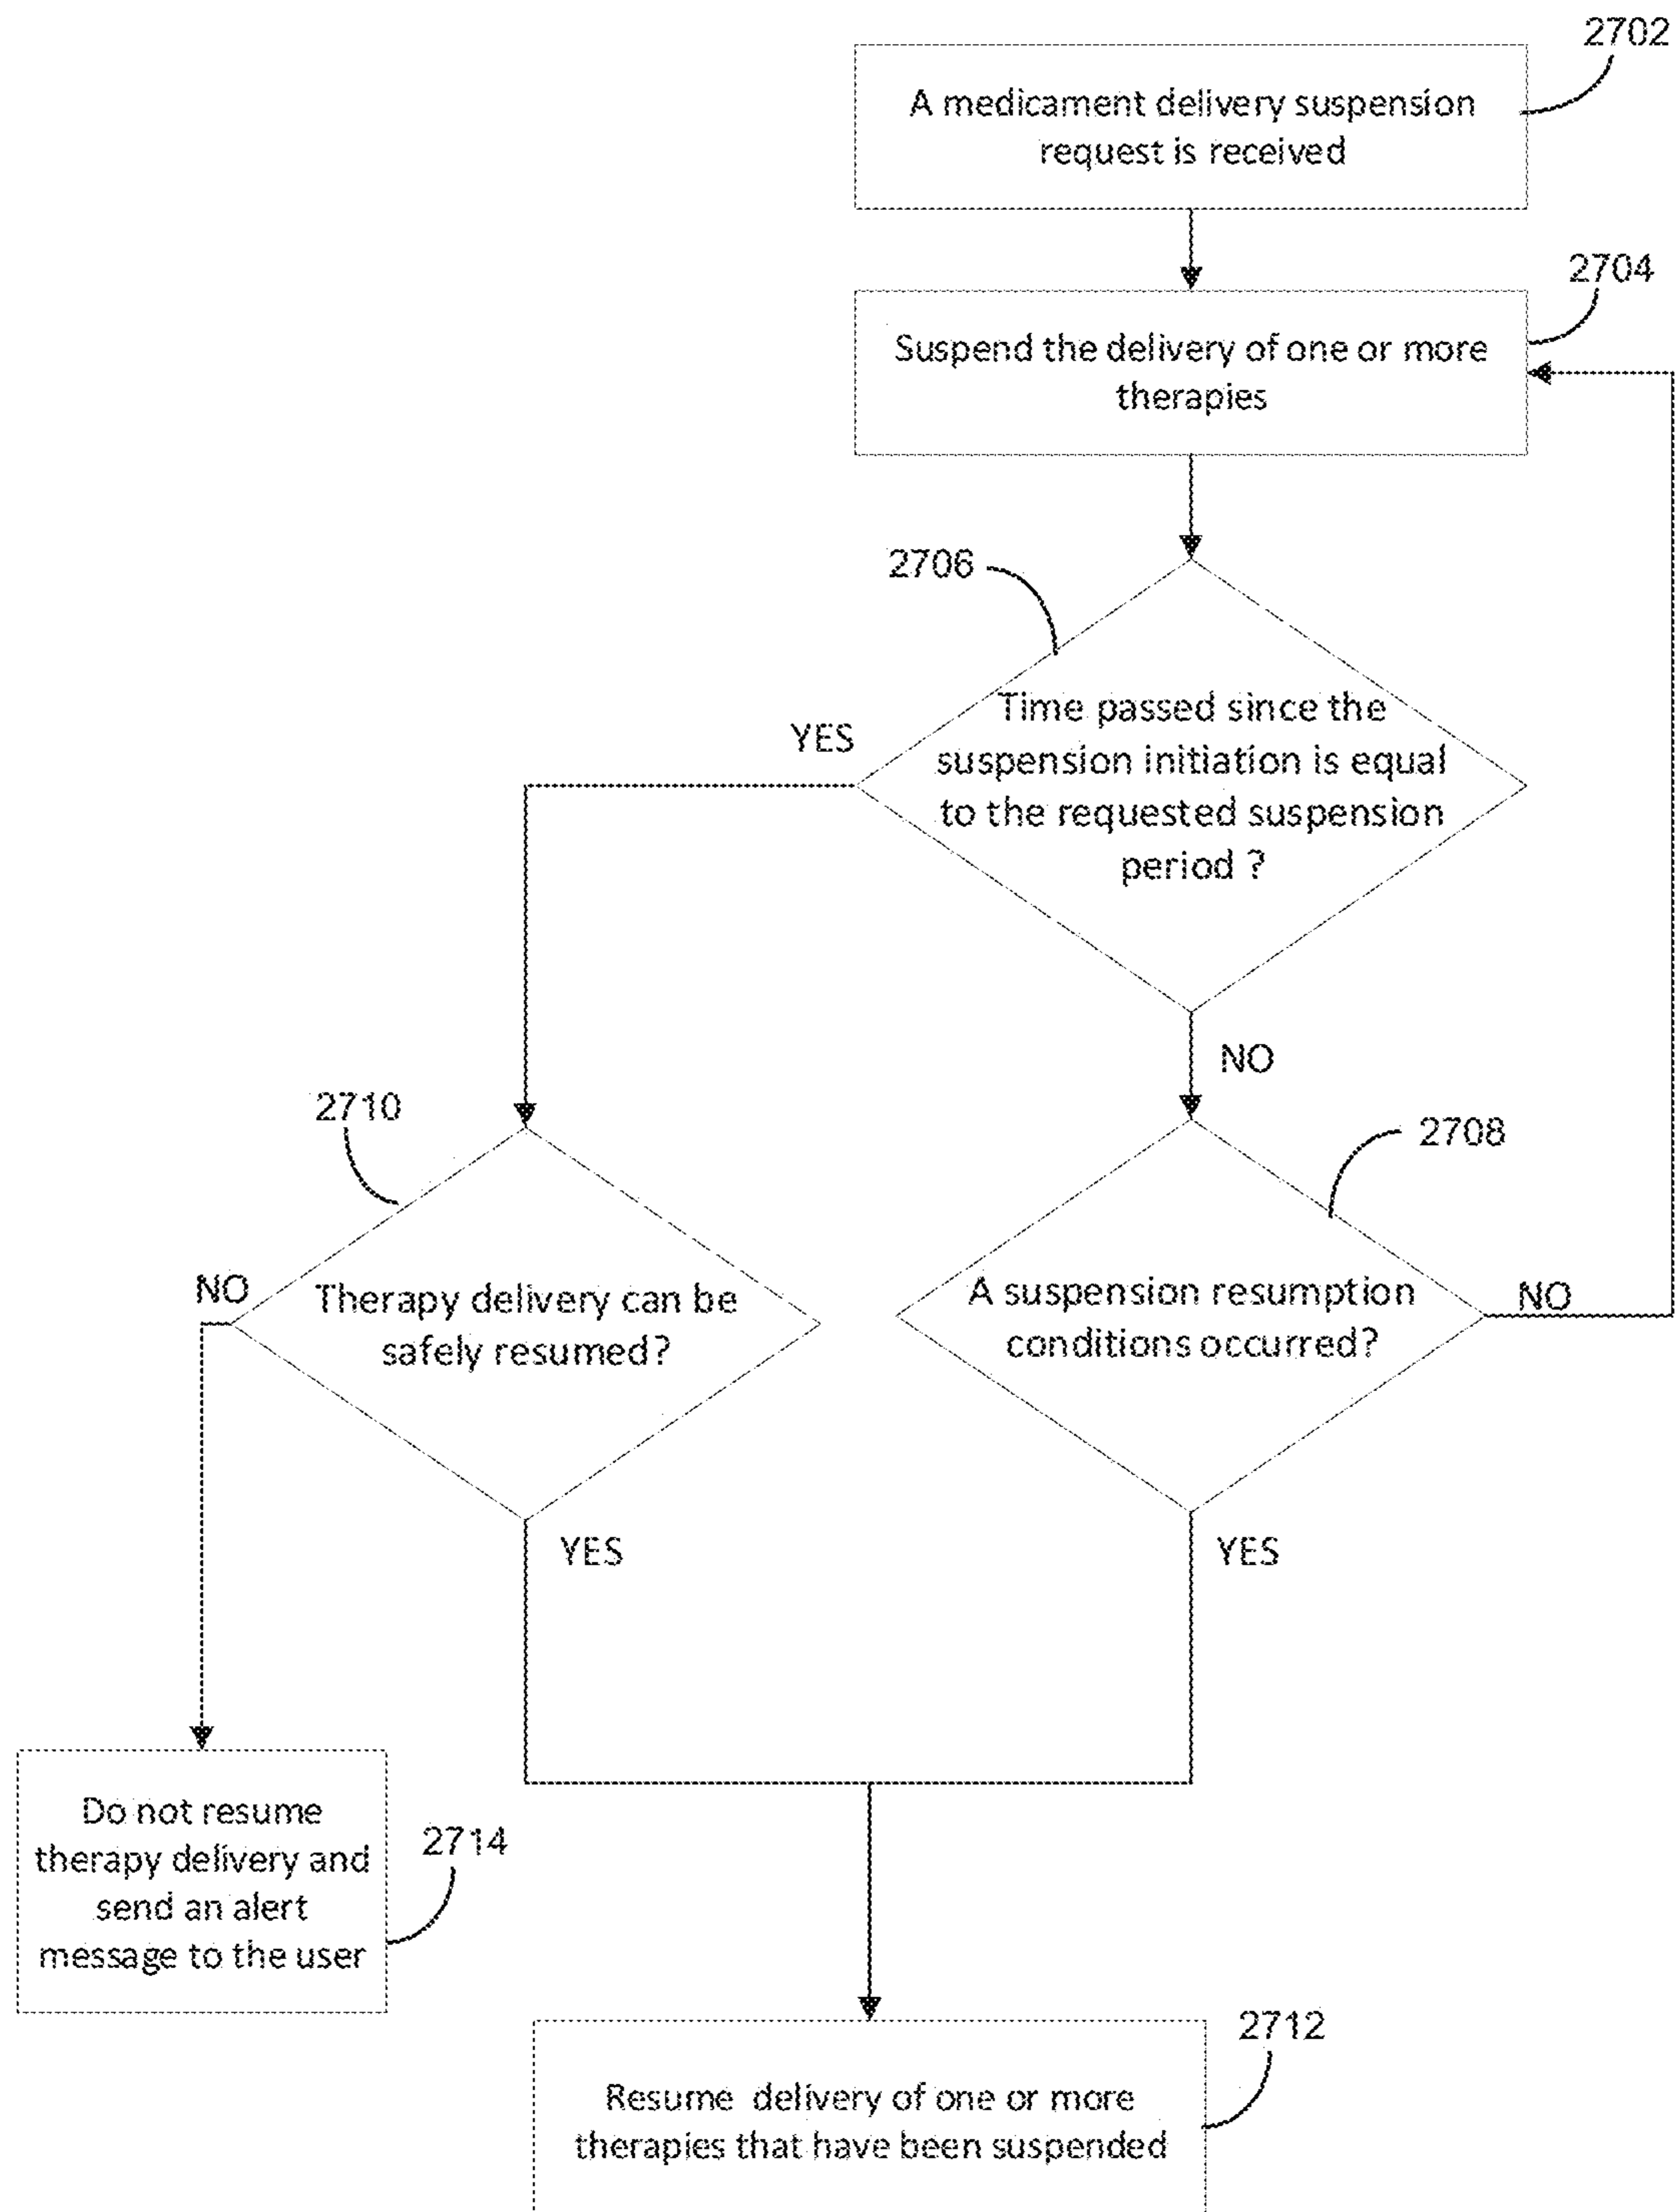 2702
A medicament delivery suspension
request is received
2704
Suspend the delivery of one or more
therapies
2706
Time passed since the
suspension initiation is equal
to the requested suspension
period ?
YES
NO
2710
2708
Therapy delivery can be
safely resumed?
NO
A suspension resumption
conditions occurred?
NO
YES
YES
Do not resume
therapy delivery and
send an alert
message to the user
2714
2712
Resume delivery of one or more
therapies that have been suspended